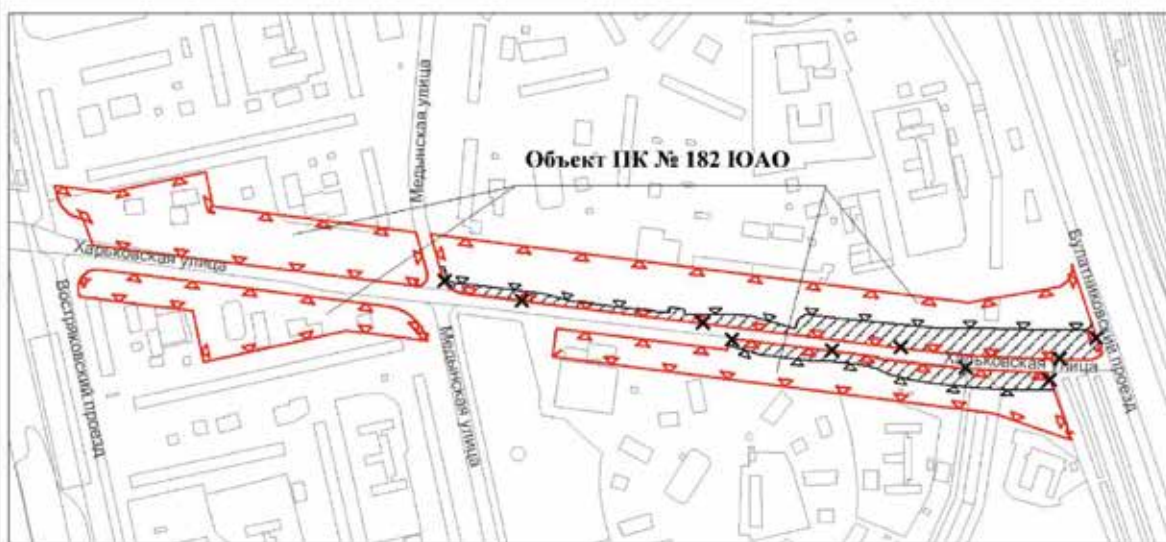 Медынская улица
Объект ПК № 182 ЮАО
Харьковская улица
Булатниковский проезд
Востряковский проезд
Харьковская улица
Медынская улица